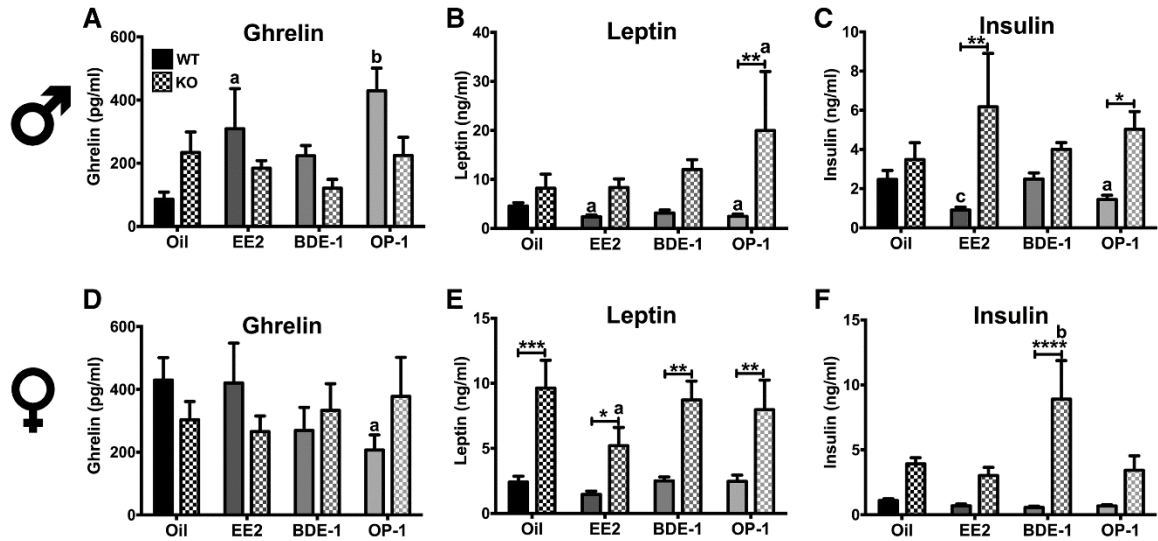 A Ghrelin
Ghrelin (pg/ml)
600
400
200
0
WT
KO
a
b
Oil EE2 BDE-1 OP-1
B Leptin
Leptin (ng/ml)
40
30
20
10
0
a
**
a
a
Oil EE2 BDE-1 OP-1
C Insulin
Insulin (ng/ml)
10
8
6
4
2
0
**
*
c
a
Oil EE2 BDE-1 OP-1
D Ghrelin
Ghrelin (pg/ml)
600
400
200
0
a
Oil EE2 BDE-1 OP-1
E Leptin
Leptin (ng/ml)
15
10
5
0
***
* a
**
**
Oil EE2 BDE-1 OP-1
F Insulin
Insulin (ng/ml)
15
10
5
0
b
****
Oil EE2 BDE-1 OP-1